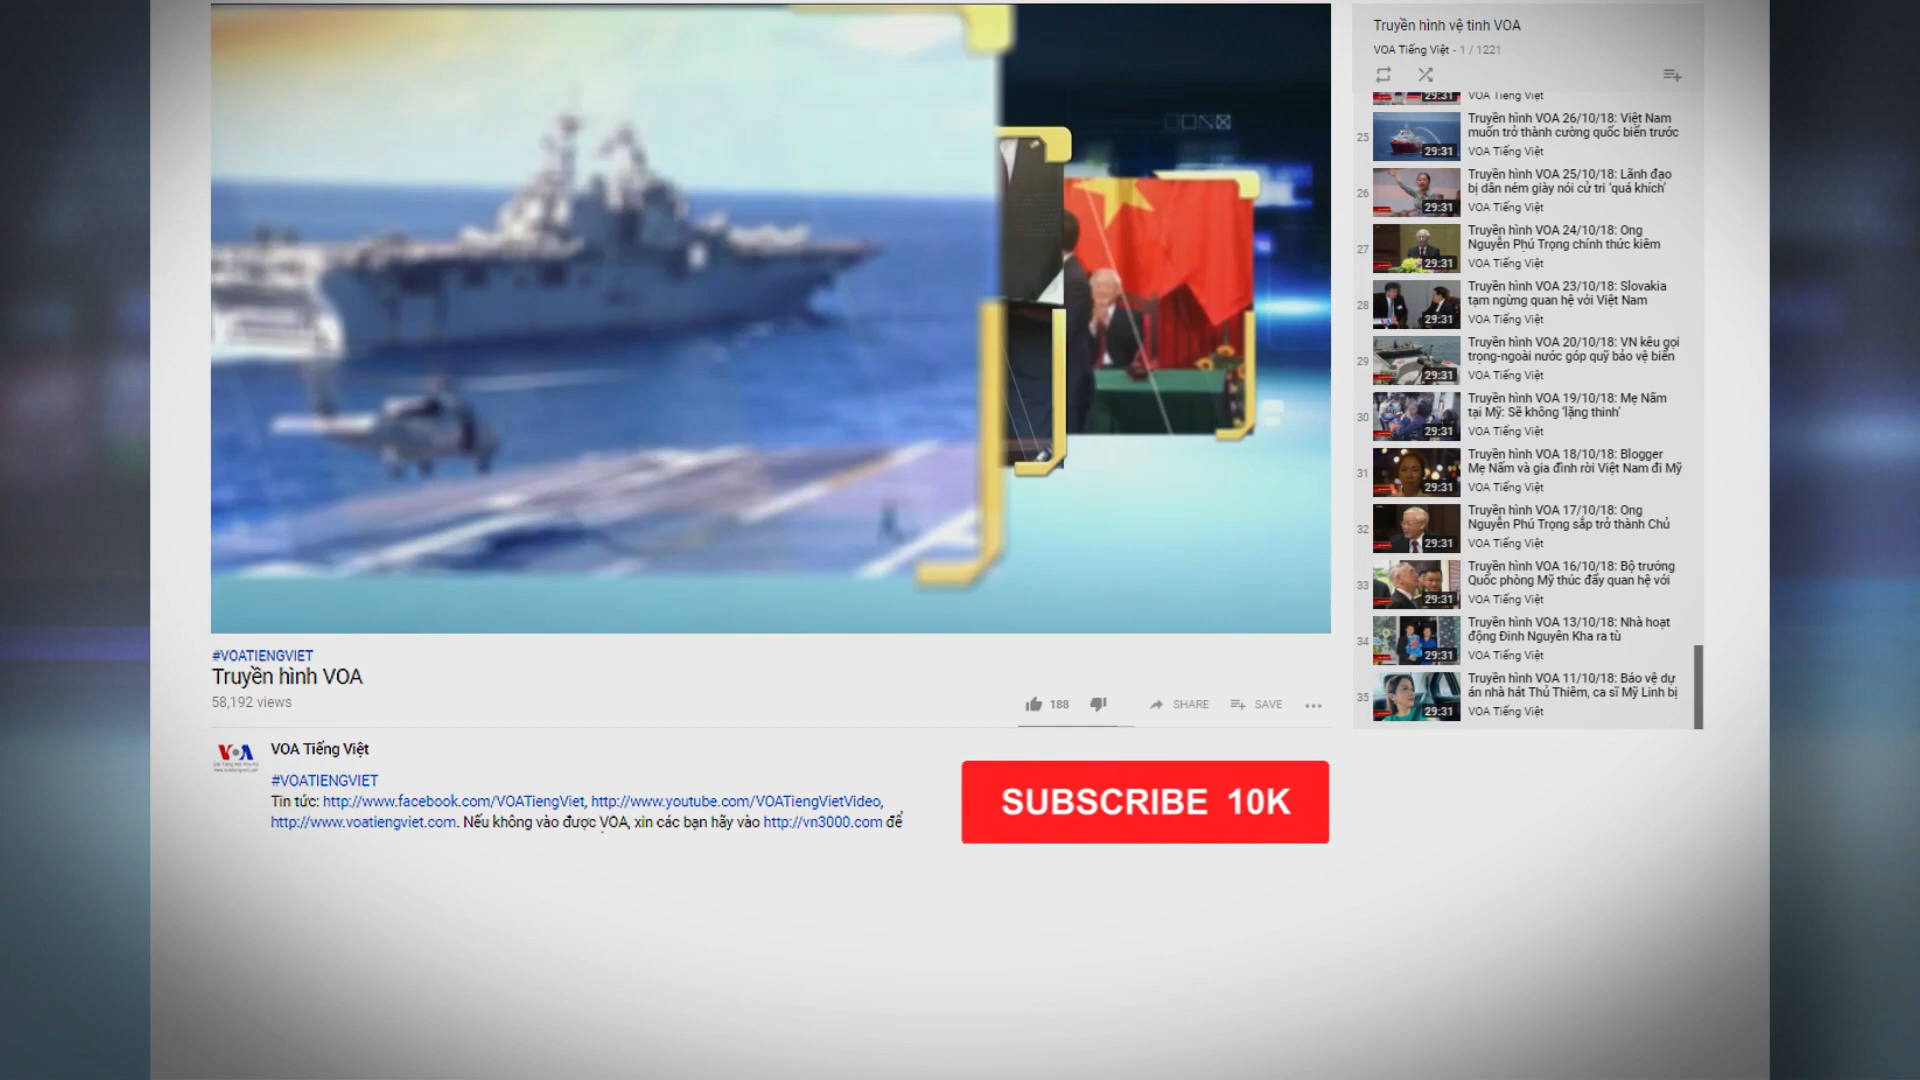 #VOATIENGVIET
Truyền hình VOA
58,192 views
188
SHARE
SAVE
VOA
VOA Tiếng Việt
#VOATIENGVIET
Tin tức: http://www.facebook.com/VOATiengViet, http://www.youtube.com/VOATiengVietVideo,
http://www.voatiengviet.com. Nếu không vào được VOA, xin các bạn hãy vào http://vn3000.com để
SUBSCRIBE 10K
Truyền hình vệ tinh VOA
VOA Tiếng Việt - 1 / 1221
29:31
VOA Tiếng Việt
25
29:31
Truyền hình VOA 26/10/18: Việt Nam
muốn trở thành cường quốc biển trước
VOA Tiếng Việt
26
29:31
Truyền hình VOA 25/10/18: Lãnh đạo
bị dân ném giày nói cử tri ‘quá khích’
VOA Tiếng Việt
27
29:31
Truyền hình VOA 24/10/18: Ông
Nguyễn Phú Trọng chính thức kiêm
VOA Tiếng Việt
28
29:31
Truyền hình VOA 23/10/18: Slovakia
tạm ngừng quan hệ với Việt Nam
VOA Tiếng Việt
29
29:31
Truyền hình VOA 20/10/18: VN kêu gọi
trong-ngoài nước góp quỹ bảo vệ biển
VOA Tiếng Việt
30
29:31
Truyền hình VOA 19/10/18: Mẹ Nấm
tại Mỹ: Sẽ không ‘lặng thinh’
VOA Tiếng Việt
31
29:31
Truyền hình VOA 18/10/18: Blogger
Mẹ Nấm và gia đình rời Việt Nam đi Mỹ
VOA Tiếng Việt
32
29:31
Truyền hình VOA 17/10/18: Ông
Nguyễn Phú Trọng sắp trở thành Chủ
VOA Tiếng Việt
33
29:31
Truyền hình VOA 16/10/18: Bộ trưởng
Quốc phòng Mỹ thúc đẩy quan hệ với
VOA Tiếng Việt
34
29:31
Truyền hình VOA 13/10/18: Nhà hoạt
động Đinh Nguyên Kha ra tù
VOA Tiếng Việt
35
29:31
Truyền hình VOA 11/10/18: Bảo vệ dự
án nhà hát Thủ Thiêm, ca sĩ Mỹ Linh bị
VOA Tiếng Việt